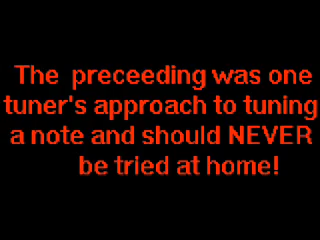 The preceeding was one
tuner's approach to tuning
a note and should NEVER
be tried at home!